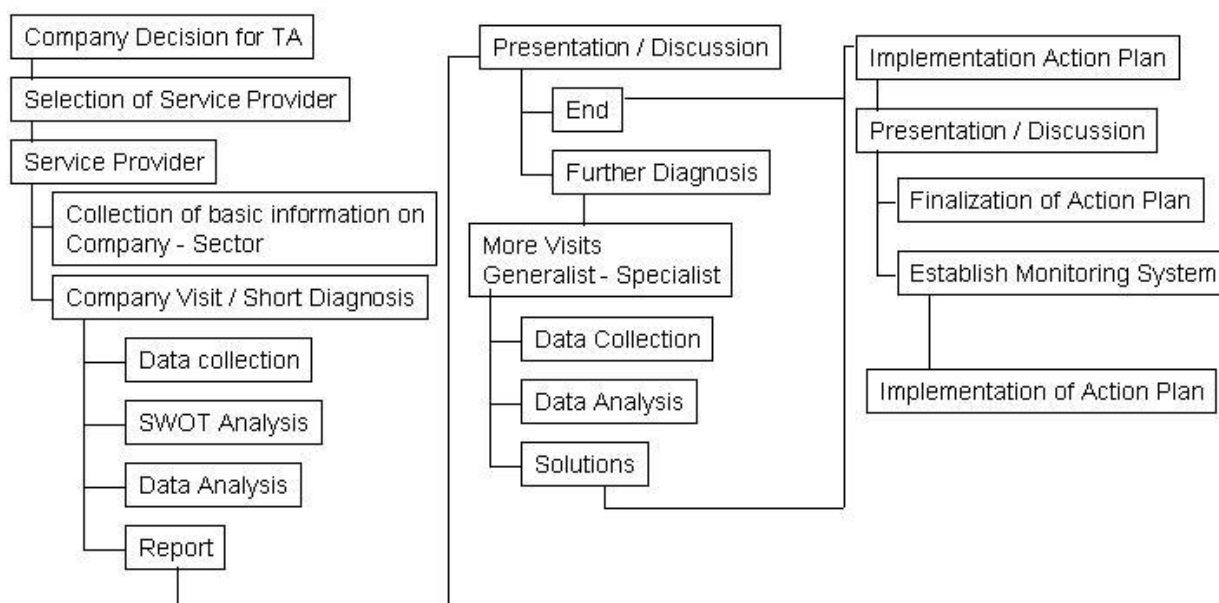 Company Decision for TA
Selection of Service Provider
Service Provider
Collection of basic information on
Company - Sector
Company Visit / Short Diagnosis
Data collection
SWOT Analysis
Data Analysis
Report
Presentation / Discussion
End
Further Diagnosis
More Visits
Generalist - Specialist
Data Collection
Data Analysis
Solutions
Implementation Action Plan
Presentation / Discussion
Finalization of Action Plan
Establish Monitoring System
Implementation of Action Plan